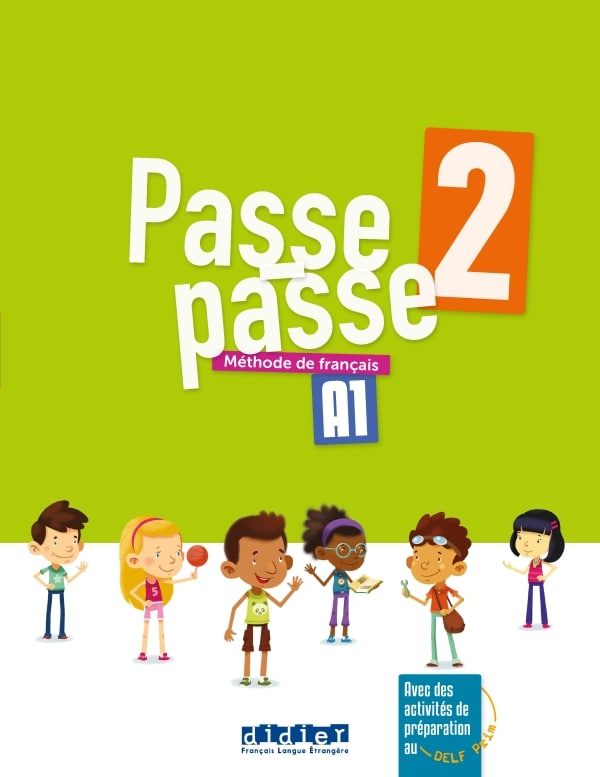 Passe-
passe
2
Méthode de français
A1
5
Avec des
activités de
préparation
au DELF Prim
didier
Français Langue Étrangère